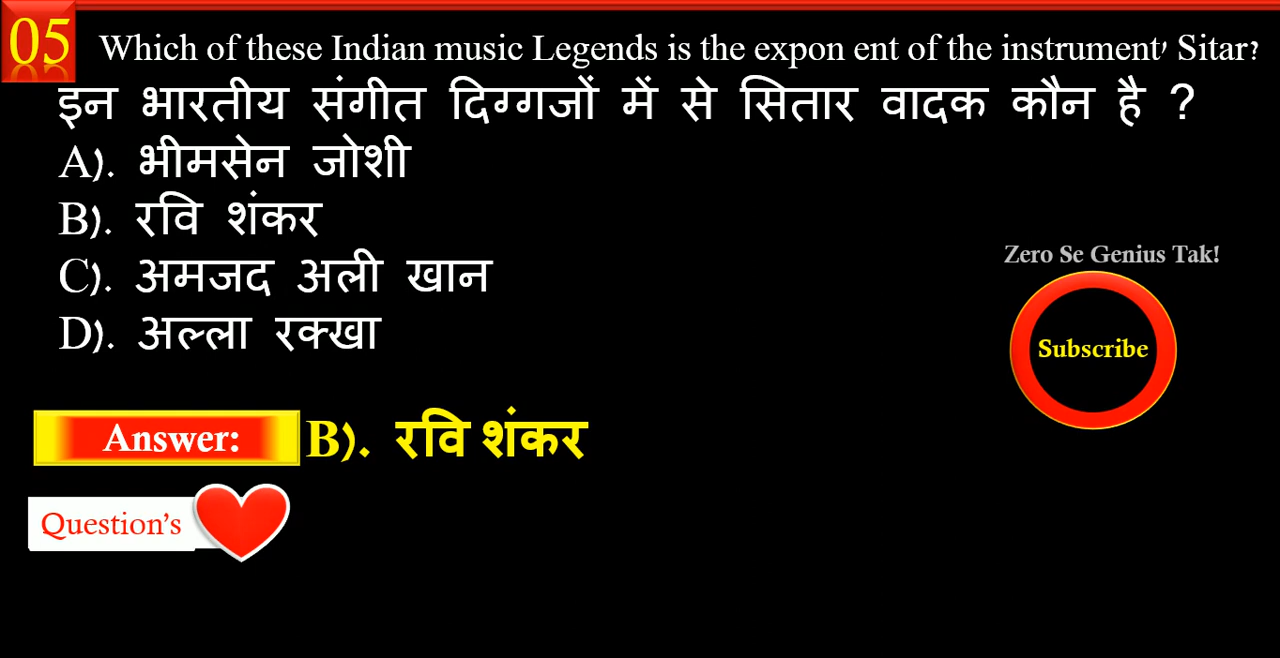 05 Which of these Indian music Legends is the expon ent of the instrument' Sitar?
इन भारतीय संगीत दिग्गजों में से सितार वादक कौन है ?
A). भीमसेन जोशी
B). रवि शंकर
C). अमजद अली खान
D). अल्ला रक्खा
Zero Se Genius Tak!
Subscribe
Answer: B). रवि शंकर
Question's